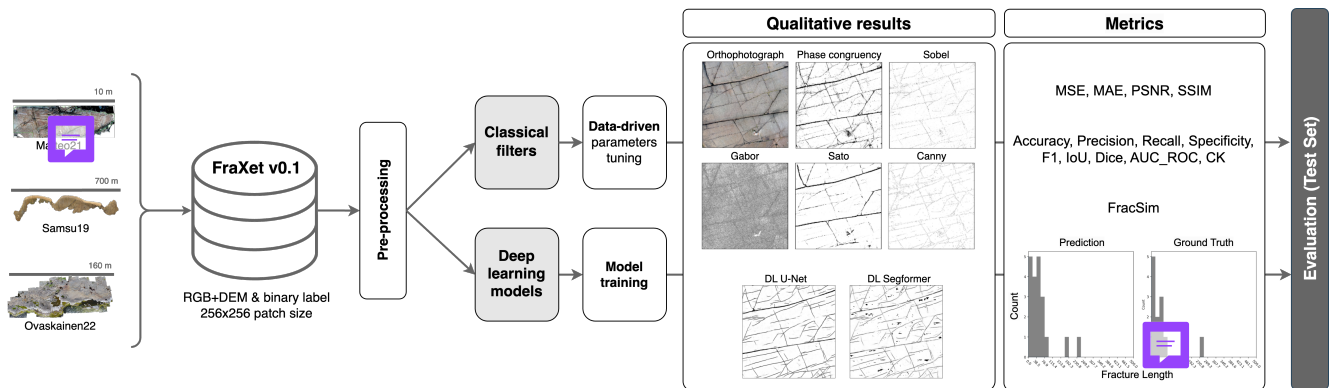 Qualitative results
Metrics
10 m
700 m
Samsu19
160 m
Ovaskainen22
FraXet v0.1
RGB+DEM & binary label
256x256 patch size
Pre-processing
Classical
filters
Data-driven
parameters
tuning
Deep
learning
models
Model
training
Orthophotograph
Phase congruency
Sobel
Gabor
Sato
Canny
DL U-Net
DL Segformer
MSE, MAE, PSNR, SSIM
Accuracy, Precision, Recall, Specificity,
F1, IoU, Dice, AUC_ROC, CK
FracSim
Prediction
Ground Truth
Count
Count
Fracture Length
Evaluation (Test Set)